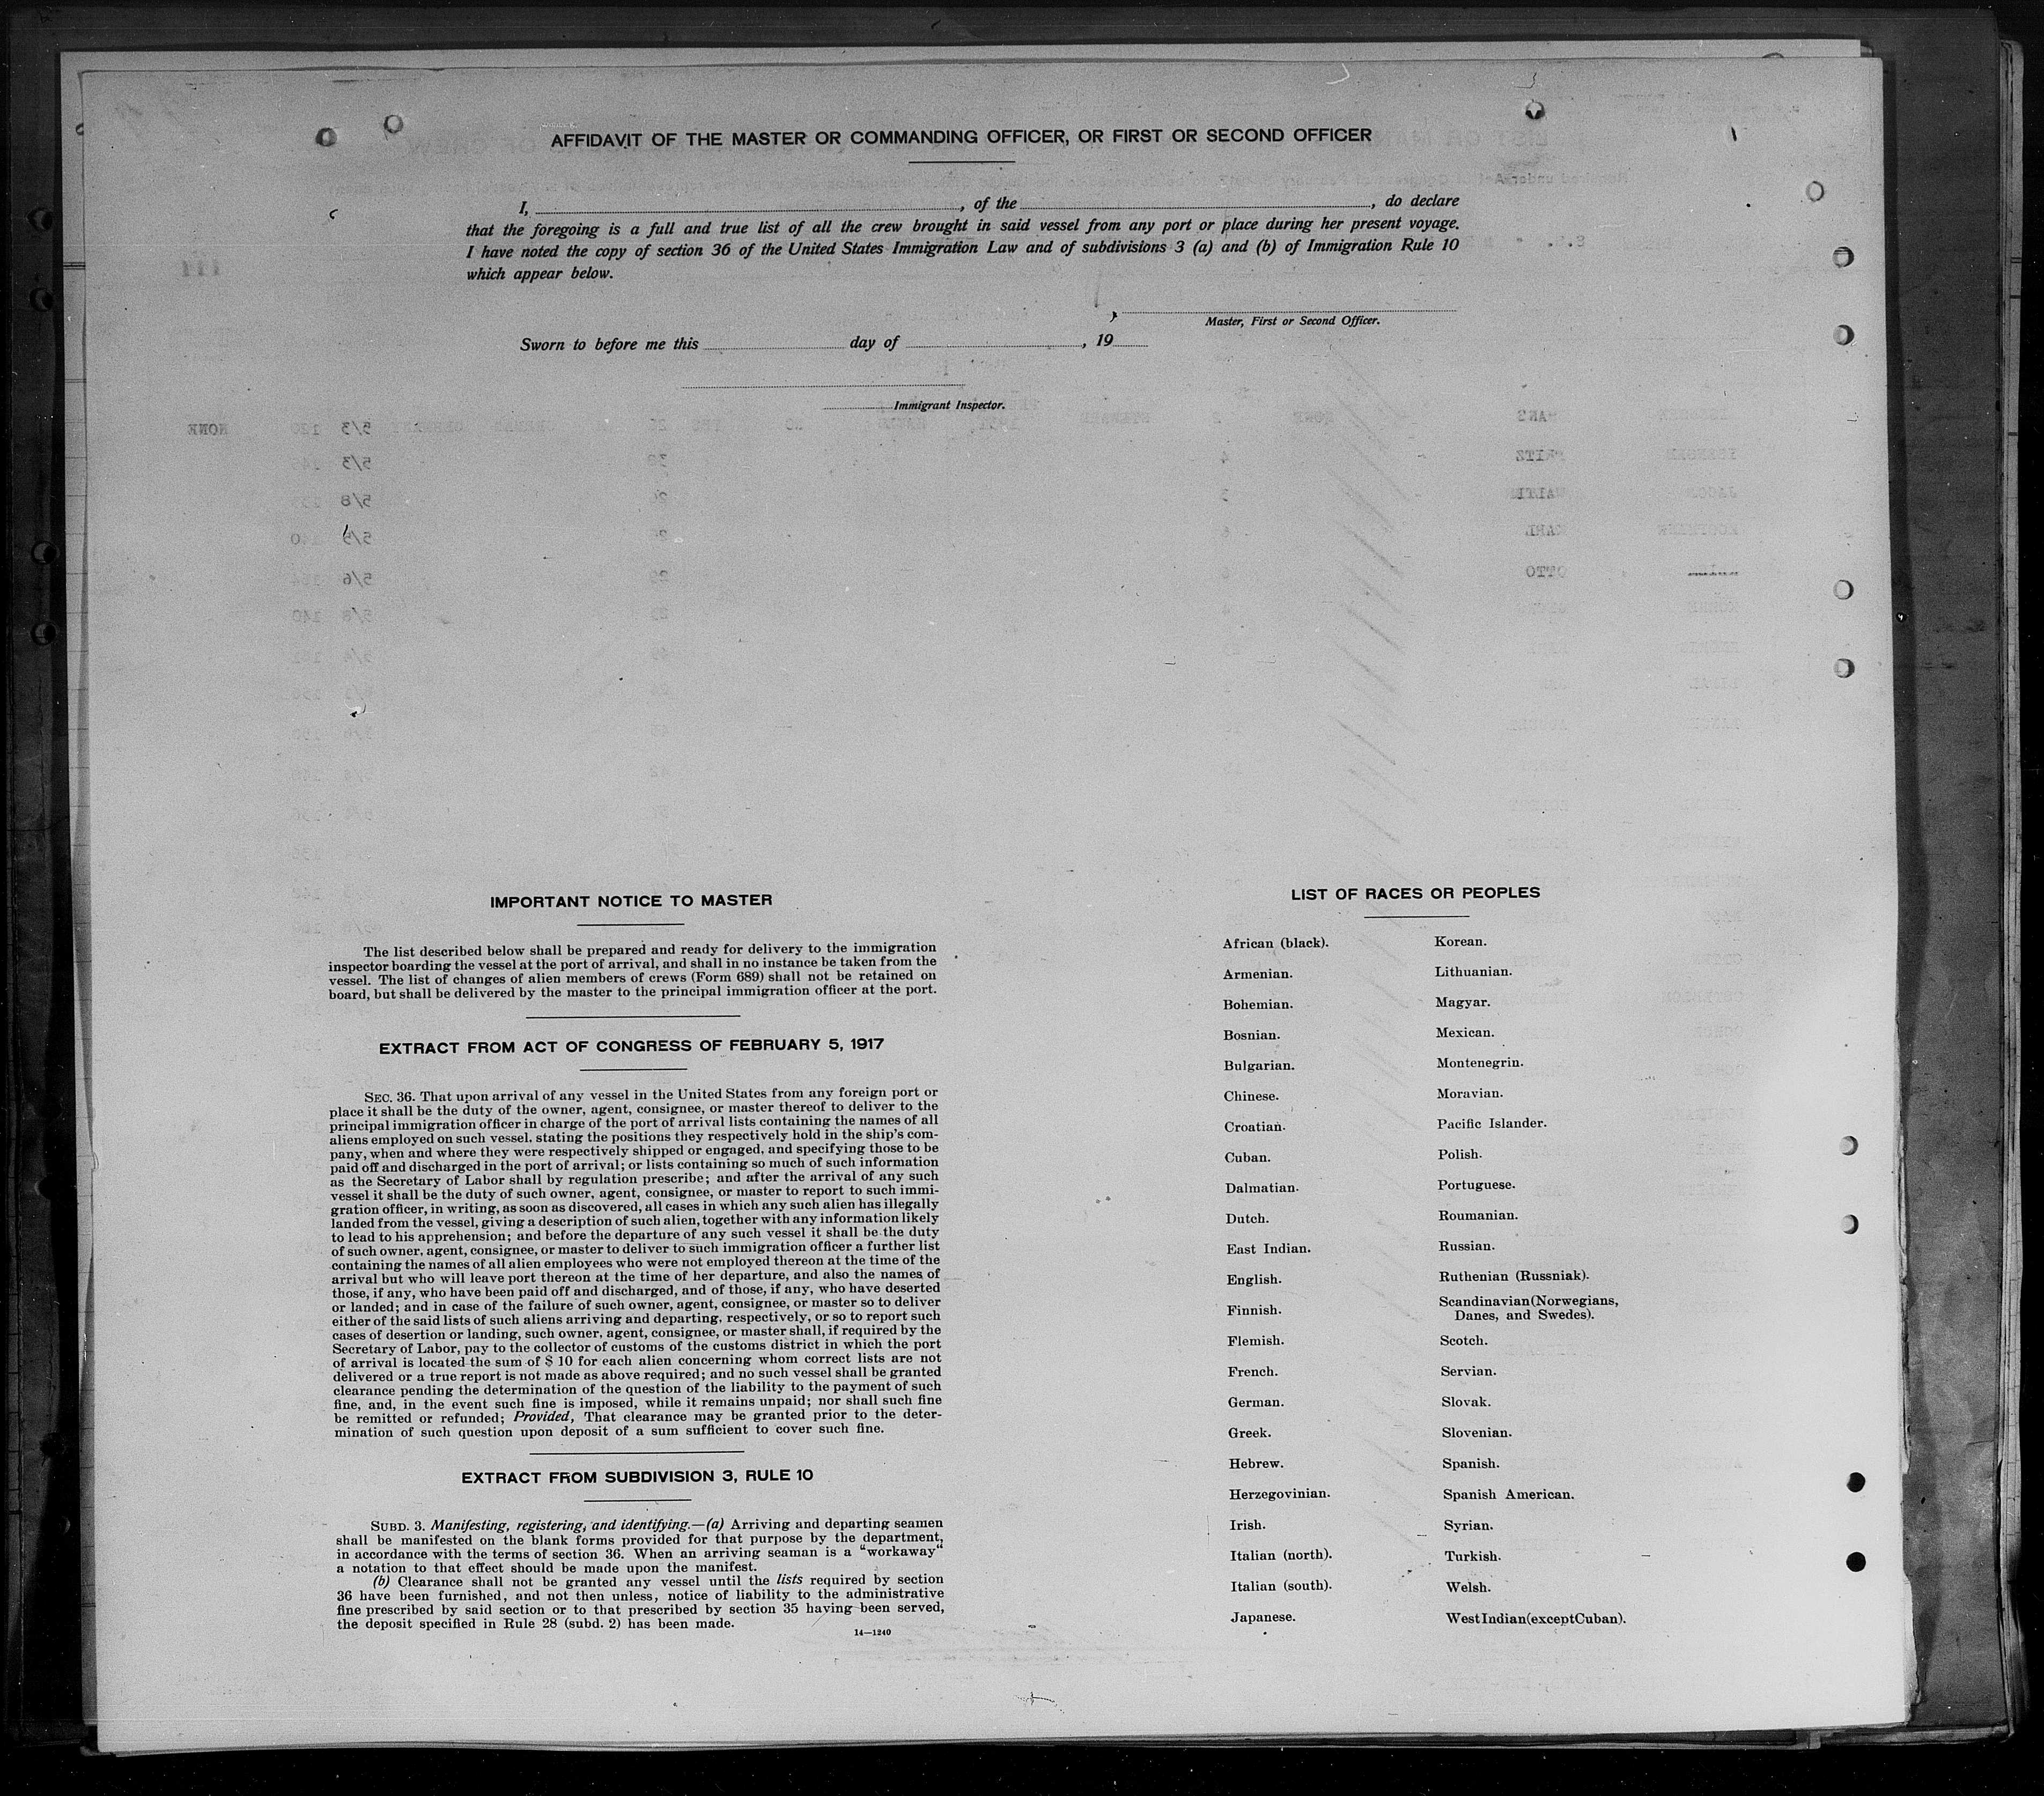 AFFIDAVIT OF THE MASTER OR COMMANDING OFFICER, OR FIRST OR SECOND OFFICER
I, , of the , do declare
that the foregoing is a full and true list of all the crew brought in said vessel from any port or place during her present voyage.
I have noted the copy of section 36 of the United States Immigration Law and of subdivisions 3 (a) and (b) of Immigration Rule 10
which appear below.
Master, First or Second Officer.
Sworn to before me this day of , 19
Immigrant Inspector.
IMPORTANT NOTICE TO MASTER
The list described below shall be prepared and ready for delivery to the immigration
inspector boarding the vessel at the port of arrival, and shall in no instance be taken from the
vessel. The list of changes of alien members of crews (Form 689) shall not be retained on
board, but shall be delivered by the master to the principal immigration officer at the port.
EXTRACT FROM ACT OF CONGRESS OF FEBRUARY 5, 1917
SEC. 36. That upon arrival of any vessel in the United States from any foreign port or
place it shall be the duty of the owner, agent, consignee, or master thereof to deliver to the
principal immigration officer in charge of the port of arrival lists containing the names of all
aliens employed on such vessel, stating the positions they respectively hold in the ship's com-
pany, when and where they were respectively shipped or engaged, and specifying those to be
paid off and discharged in the port of arrival; or lists containing so much of such information
as the Secretary of Labor shall by regulation prescribe; and after the arrival of any such
vessel it shall be the duty of such owner, agent, consignee, or master to report to such immi-
gration officer, in writing, as soon as discovered, all cases in which any such alien has illegally
landed from the vessel, giving a description of such alien, together with any information likely
to lead to his apprehension; and before the departure of any such vessel it shall be the duty
of such owner, agent, consignee, or master to deliver to such immigration officer a further list
containing the names of all alien employees who were not employed thereon at the time of the
arrival but who will leave port thereon at the time of her departure, and also the names of
those, if any, who have been paid off and discharged, and of those, if any, who have deserted
or landed; and in case of the failure of such owner, agent, consignee, or master so to deliver
either of the said lists of such aliens arriving and departing, respectively, or so to report such
cases of desertion or landing, such owner, agent, consignee, or master shall, if required by the
Secretary of Labor, pay to the collector of customs of the customs district in which the port
of arrival is located the sum of $ 10 for each alien concerning whom correct lists are not
delivered or a true report is not made as above required; and no such vessel shall be granted
clearance pending the determination of the question of the liability to the payment of such
fine, and, in the event such fine is imposed, while it remains unpaid; nor shall such fine
be remitted or refunded; Provided, That clearance may be granted prior to the deter-
mination of such question upon deposit of a sum sufficient to cover such fine.
EXTRACT FROM SUBDIVISION 3, RULE 10
SUBD. 3. Manifesting, registering, and identifying.—(a) Arriving and departing seamen
shall be manifested on the blank forms provided for that purpose by the department,
in accordance with the terms of section 36. When an arriving seaman is a "workaway"
a notation to that effect should be made upon the manifest.
(b) Clearance shall not be granted any vessel until the lists required by section
36 have been furnished, and not then unless, notice of liability to the administrative
fine prescribed by said section or to that prescribed by section 35 having been served,
the deposit specified in Rule 28 (subd. 2) has been made.
14—1240
LIST OF RACES OR PEOPLES
African (black).
Armenian.
Bohemian.
Bosnian.
Bulgarian.
Chinese.
Croatian.
Cuban.
Dalmatian.
Dutch.
East Indian.
English.
Finnish.
Flemish.
French.
German.
Greek.
Hebrew.
Herzegovinian.
Irish.
Italian (north).
Italian (south).
Japanese.
Korean.
Lithuanian.
Magyar.
Mexican.
Montenegrin.
Moravian.
Pacific Islander.
Polish.
Portuguese.
Roumanian.
Russian.
Ruthenian (Russniak).
Scandinavian (Norwegians,
Danes, and Swedes).
Scotch.
Servian.
Slovak.
Slovenian.
Spanish.
Spanish American.
Syrian.
Turkish.
Welsh.
West Indian (except Cuban).